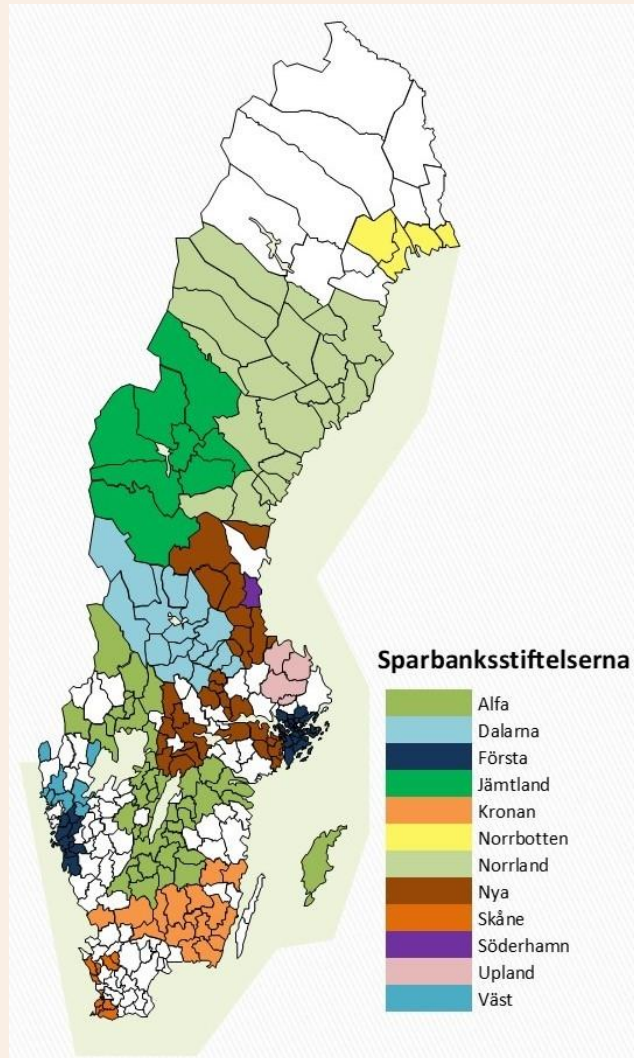 Sparbanksstiftelserna
Alfa
Dalarna
Första
Jämtland
Kronan
Norrbotten
Norrland
Nya
Skåne
Söderhamn
Upland
Väst